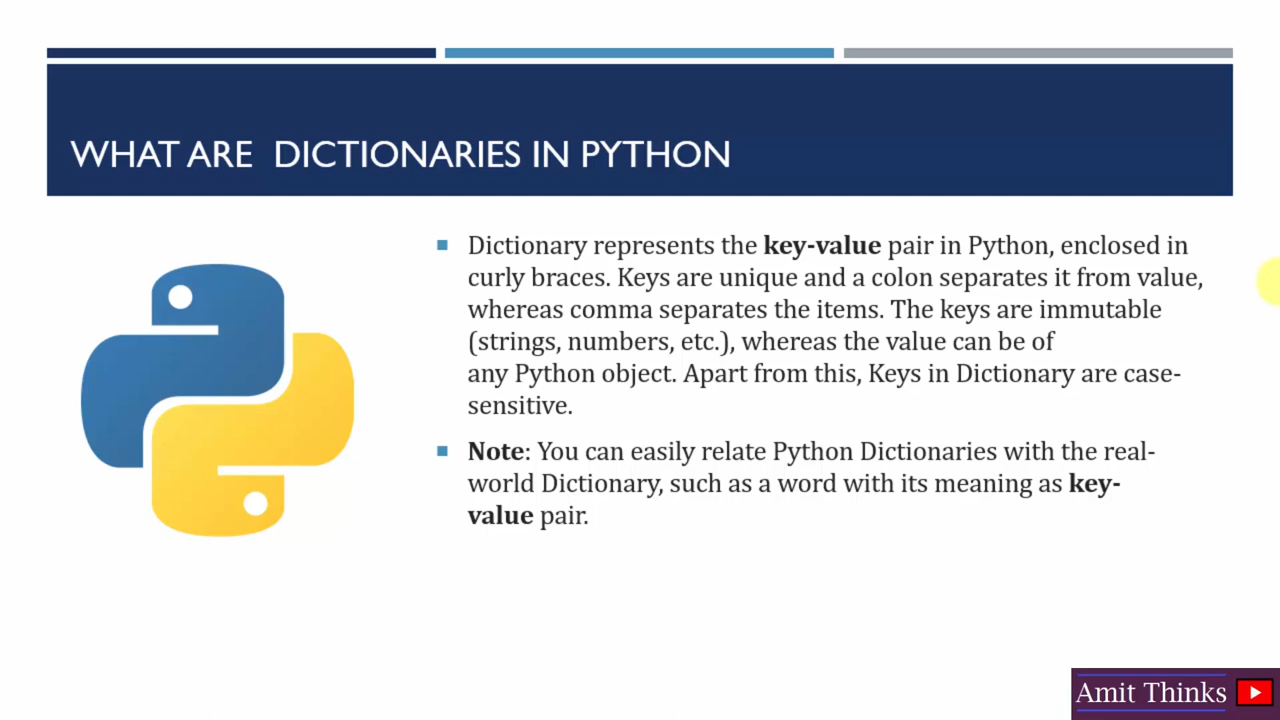 WHAT ARE  DICTIONARIES IN PYTHON
Dictionary represents the key-value pair in Python, enclosed in
curly braces. Keys are unique and a colon separates it from value,
whereas comma separates the items. The keys are immutable
(strings, numbers, etc.), whereas the value can be of
any Python object. Apart from this, Keys in Dictionary are case-
sensitive.
Note: You can easily relate Python Dictionaries with the real-
world Dictionary, such as a word with its meaning as key-
value pair.
Amit Thinks